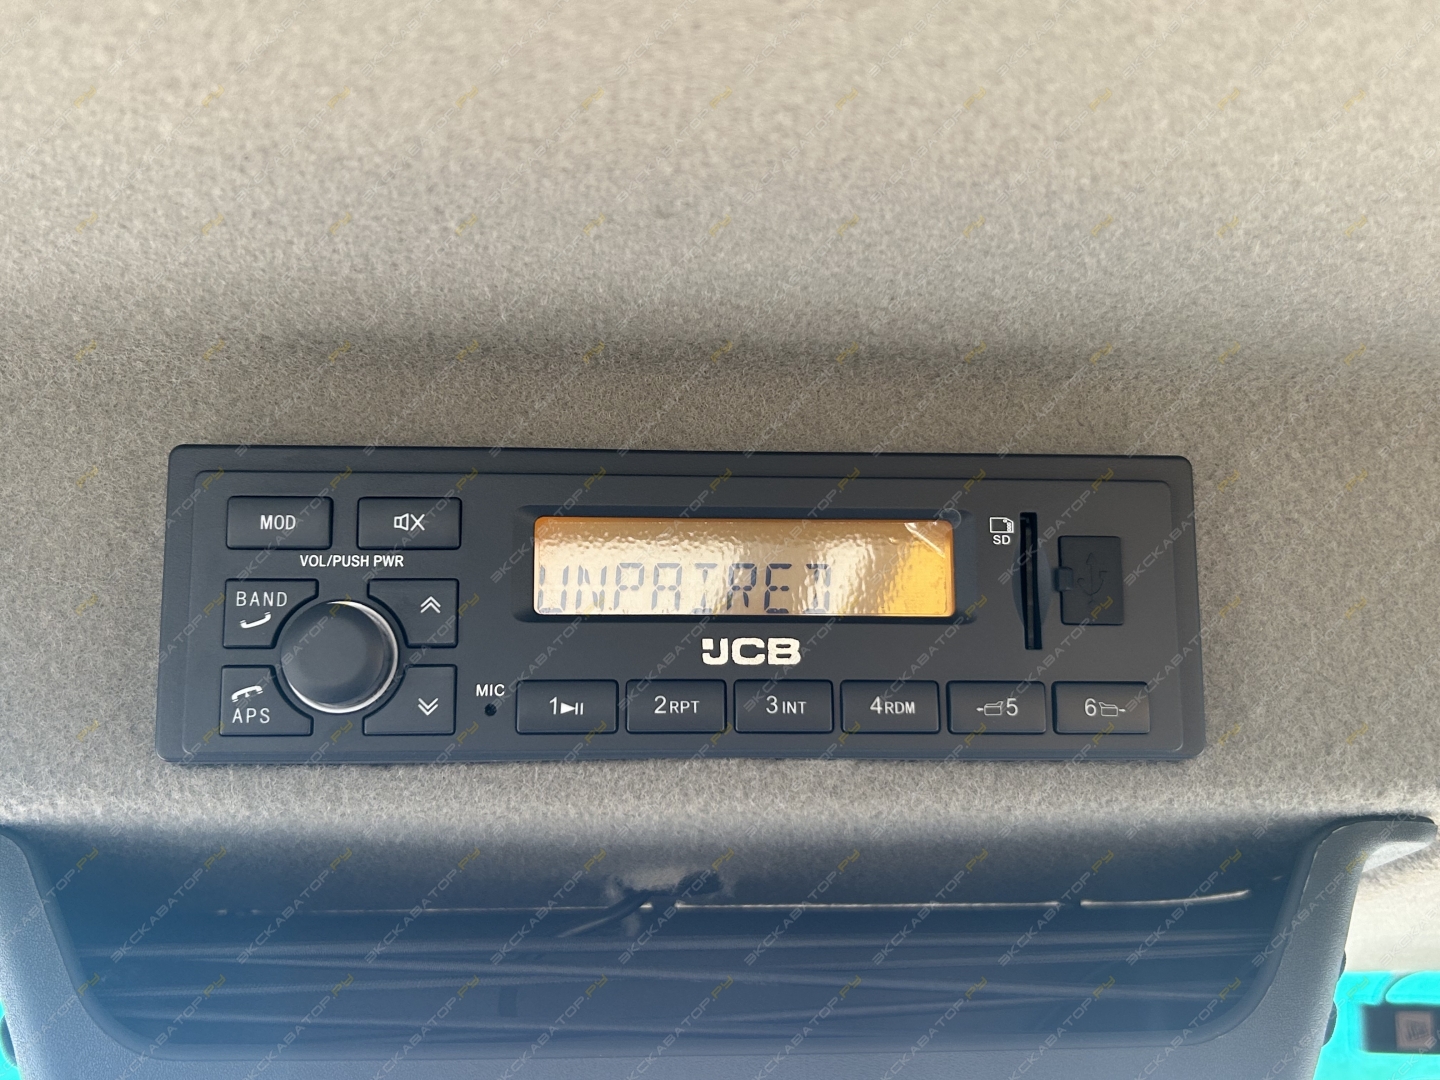 MOD
VOL/PUSH PWR
BAND
APS
MIC
UNPAIRED
JCB
SD
1
2RPT
3INT
4RDM
5
6
ЭКСКАВАТОР.РУ